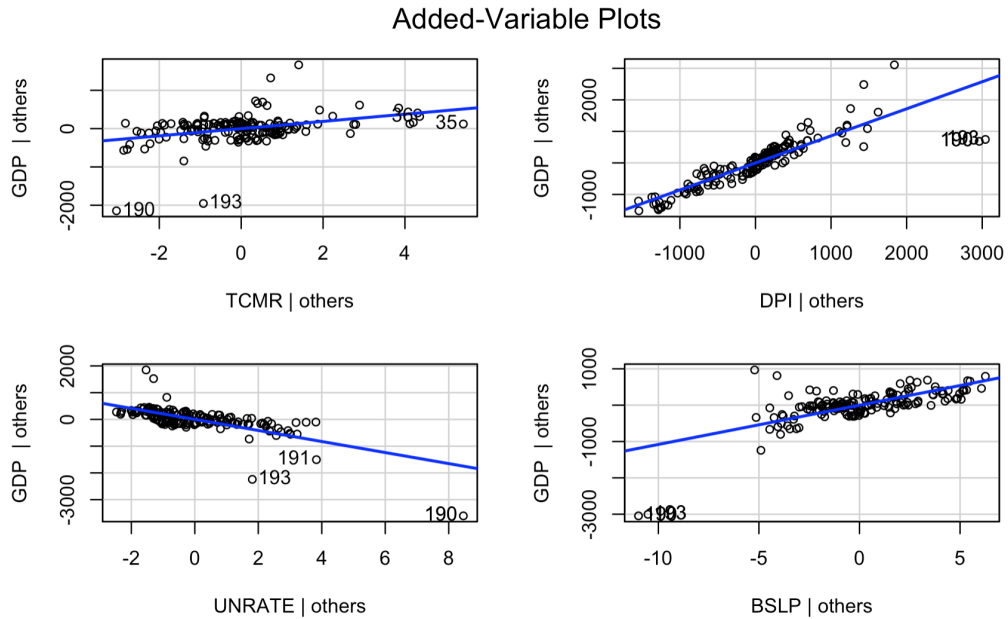 Added-Variable Plots
GDP | others
0
-2000
190
193
35
-2 0 2 4
TCMR | others
GDP | others
2000
-1000
-1000 0 1000 2000 3000
DPI | others
GDP | others
2000
0
-3000
191
193
190
-2 0 2 4 6 8
UNRATE | others
GDP | others
1000
-1000
-3000
193
-10 -5 0 5
BSLP | others